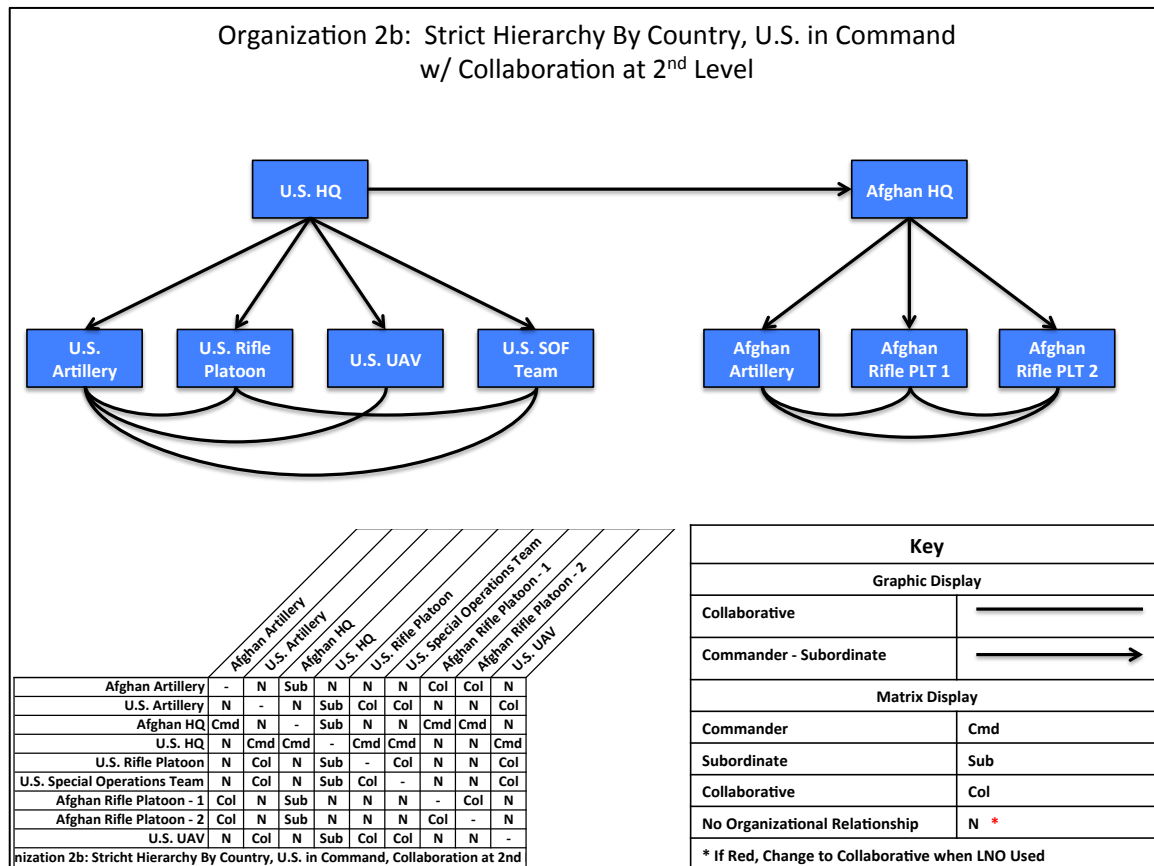 Organization 2b: Strict Hierarchy By Country, U.S. in Command
w/ Collaboration at 2nd Level
U.S. HQ
Afghan HQ
U.S.
Artillery
U.S. Rifle
Platoon
U.S. UAV
U.S. SOF
Team
Afghan
Artillery
Afghan
Rifle PLT 1
Afghan
Rifle PLT 2
Afghan Artillery
U.S. Artillery
Afghan HQ
U.S. HQ
U.S. Rifle Platoon
U.S. Special Operations Team
Afghan Rifle Platoon - 1
Afghan Rifle Platoon - 2
U.S. UAV
Afghan Artillery - N Sub N N N Col Col N
U.S. Artillery N - N Sub Col Col N N Col
Afghan HQ Cmd N - Sub N N Cmd Cmd N
U.S. HQ N Cmd Cmd - Cmd Cmd N N Cmd
U.S. Rifle Platoon N Col N Sub - Col N N Col
U.S. Special Operations Team N Col N Sub Col - N N Col
Afghan Rifle Platoon - 1 Col N Sub N N N - Col N
Afghan Rifle Platoon - 2 Col N Sub N N N Col - N
U.S. UAV N Col N Sub Col Col N N -
nization 2b: Stricht Hierarchy By Country, U.S. in Command, Collaboration at 2nd
Key
Graphic Display
Collaborative
Commander - Subordinate
Matrix Display
Commander Cmd
Subordinate Sub
Collaborative Col
No Organizational Relationship N *
* If Red, Change to Collaborative when LNO Used